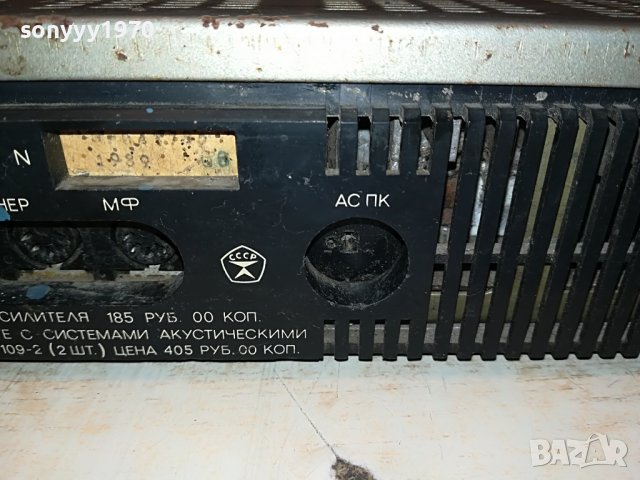 sonyyy1970
N
НЕР МФ АС ПК
СССР
СИЛИТЕЛЯ 185 РУБ. 00 КОП.
Е С СИСТЕМАМИ АКУСТИЧЕСКИМИ
109-2 (2 ШТ.) ЦЕНА 405 РУБ. 00 КОП.
BAZAR